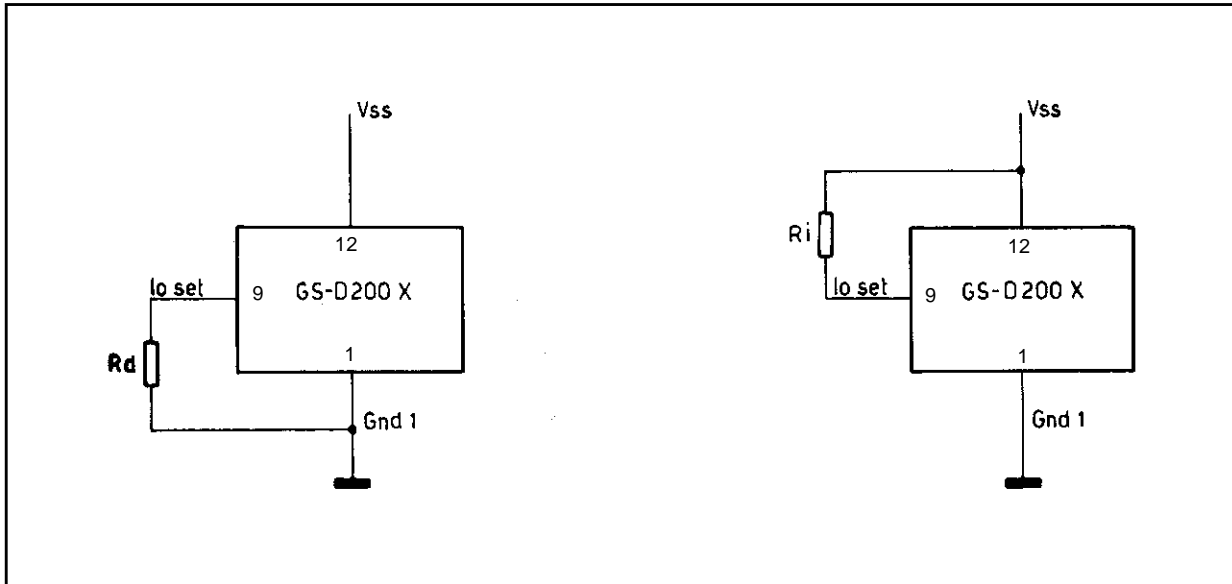 Vss
12
Io set
9
GS-D200 X
Rd
1
Gnd 1
Vss
Ri
12
Io set
9
GS-D200 X
1
Gnd 1